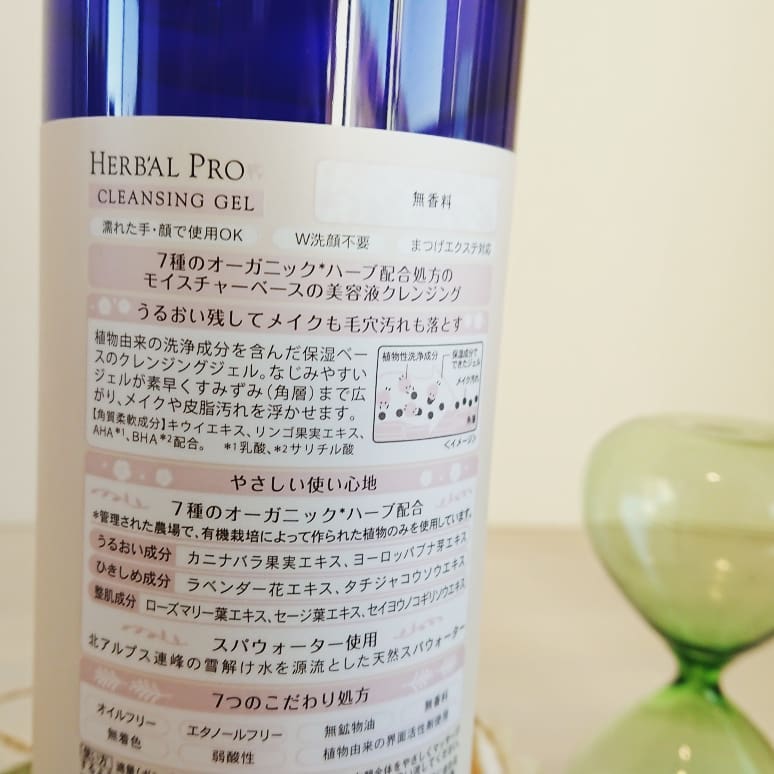 HERB'AL PRO
CLEANSING GEL
無香料
濡れた手・顔で使用OK
W洗顔不要
まつげエクステ対応
7種のオーガニック*ハーブ配合処方の
モイスチャーベースの美容液クレンジング
うるおい残してメイクも毛穴汚れも落とす
植物由来の洗浄成分を含んだ保湿ベー
スのクレンジングジェル。なじみやすい
ジェルが素早くすみずみ(角層)まで広
がり、メイクや皮脂汚れを浮かせます。
【角質柔軟成分】キウイエキス、リンゴ果実エキス、
AHA*1、BHA*2配合。 *1乳酸、*2サリチル酸
植物性洗浄成分
保湿成分で
できたジェル
メイク汚れ
角層
<イメージ>
やさしい使い心地
7種のオーガニック*ハーブ配合
*管理された農場で、有機栽培によって作られた植物のみを使用しています。
うるおい成分 カニナバラ果実エキス、ヨーロッパブナ芽エキス
ひきしめ成分 ラベンダー花エキス、タチジャコウソウエキス
整肌成分 ローズマリー葉エキス、セージ葉エキス、セイヨウノコギリソウエキス
スパウォーター使用
北アルプス連峰の雪解け水を源流とした天然スパウォーター
7つのこだわり処方
オイルフリー
エタノールフリー
無鉱物油
無香料
無着色
弱酸性
植物由来の界面活性剤使用